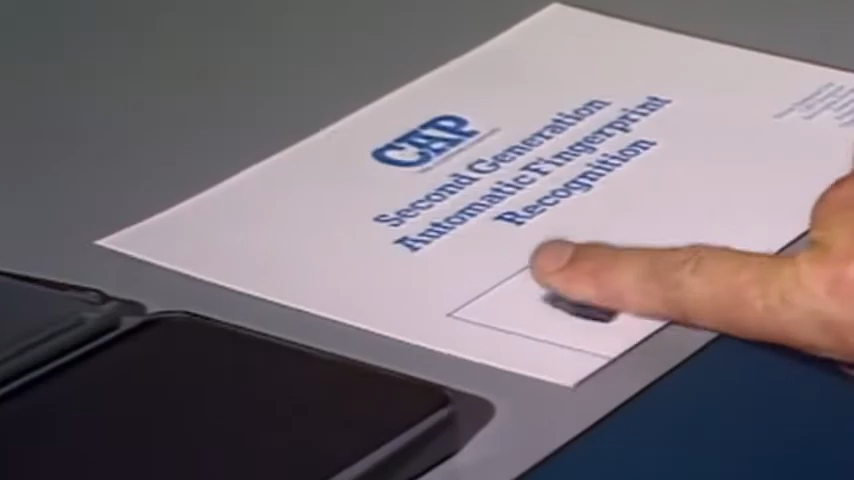 CAP
Second Generation
Automatic Fingerprint
Recognition